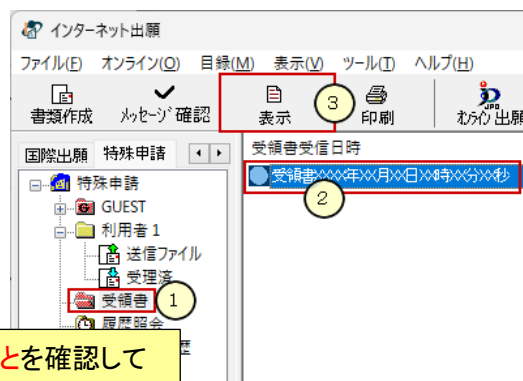 インターネット出願
ファイル(F) オンライン(O) 目録(M) 表示(V) ツール(T) ヘルプ(H)
書類作成 メッセージ確認 表示 3 印刷 オンライン出願
国際出願 特殊申請
受領書受信日時
特殊申請
受領書××××年××月××日××時××分××秒
2
GUEST
利用者1
送信ファイル
受理済
受領書 1
履歴照会
とを確認して
歴